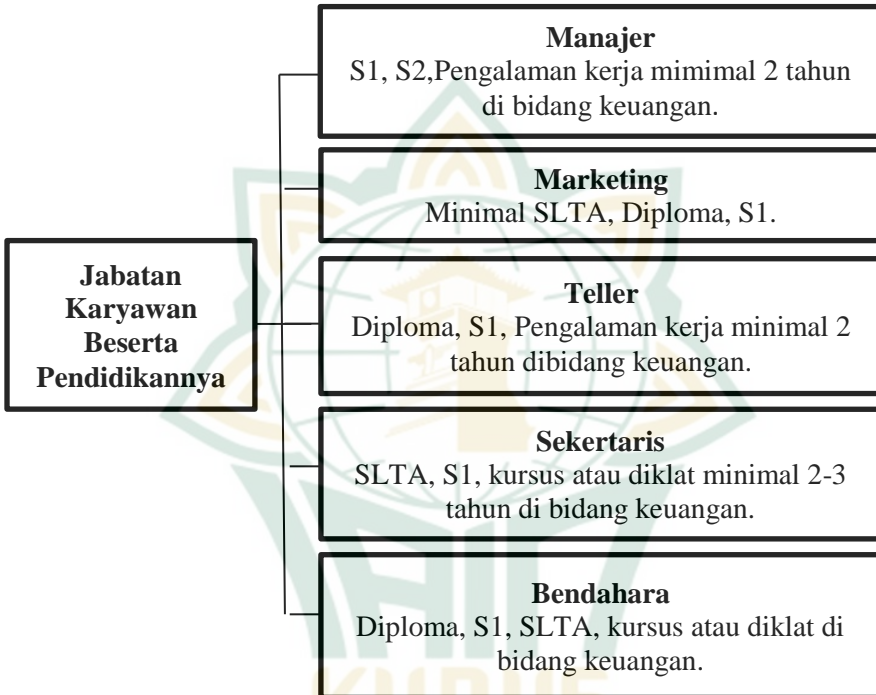 Manajer
S1, S2,Pengalaman kerja mimimal 2 tahun
di bidang keuangan.
Marketing
Minimal SLTA, Diploma, S1.
Jabatan
Karyawan
Beserta
Pendidikannya
Teller
Diploma, S1, Pengalaman kerja minimal 2
tahun dibidang keuangan.
Sekertaris
SLTA, S1, kursus atau diklat minimal 2-3
tahun di bidang keuangan.
Bendahara
Diploma, S1, SLTA, kursus atau diklat di
bidang keuangan.